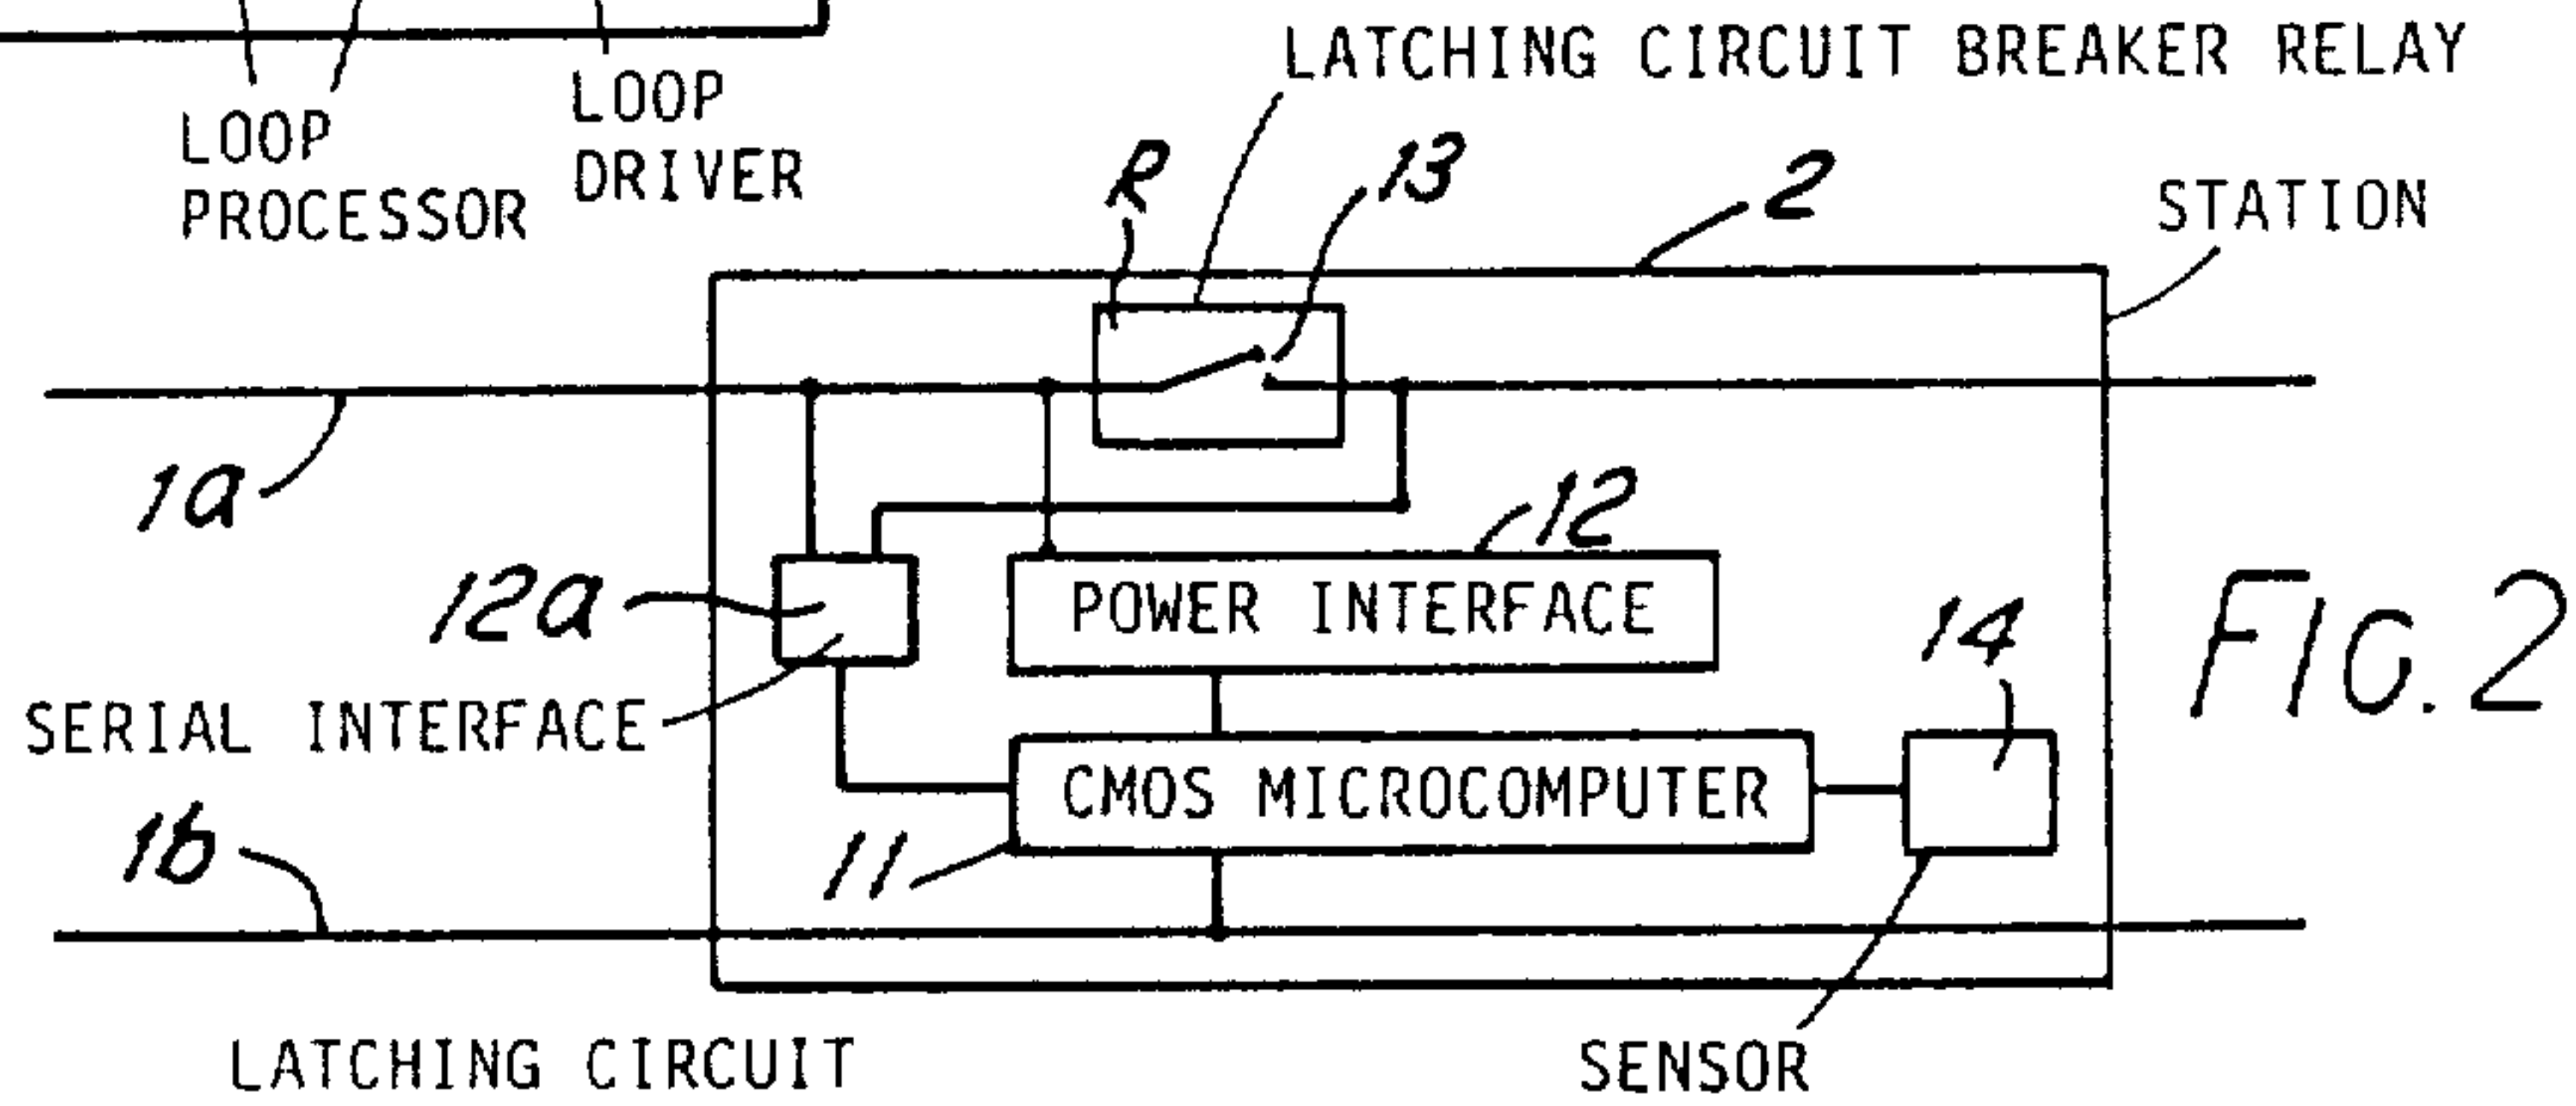 LATCHING CIRCUIT BREAKER RELAY
LOOP
PROCESSOR
LOOP
DRIVER
R
13
2
STATION
1a
12
12a
POWER INTERFACE
14
FIG. 2
SERIAL INTERFACE
CMOS MICROCOMPUTER
1b
11
LATCHING CIRCUIT
SENSOR